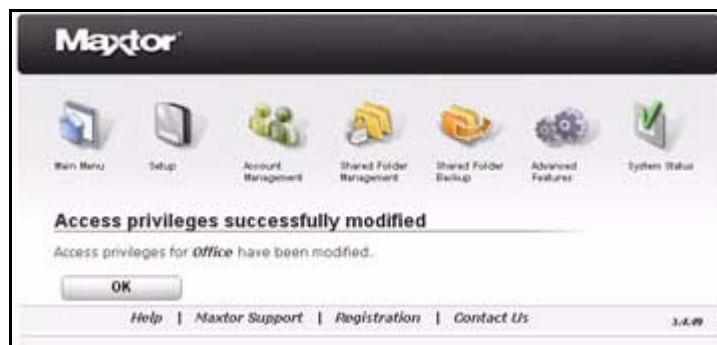 Maxtor
Main Menu
Setup
Account Management
Shared Folder Management
Shared Folder Backup
Advanced Features
System Status
Access privileges successfully modified
Access privileges for Office have been modified.
OK
Help | Maxtor Support | Registration | Contact Us